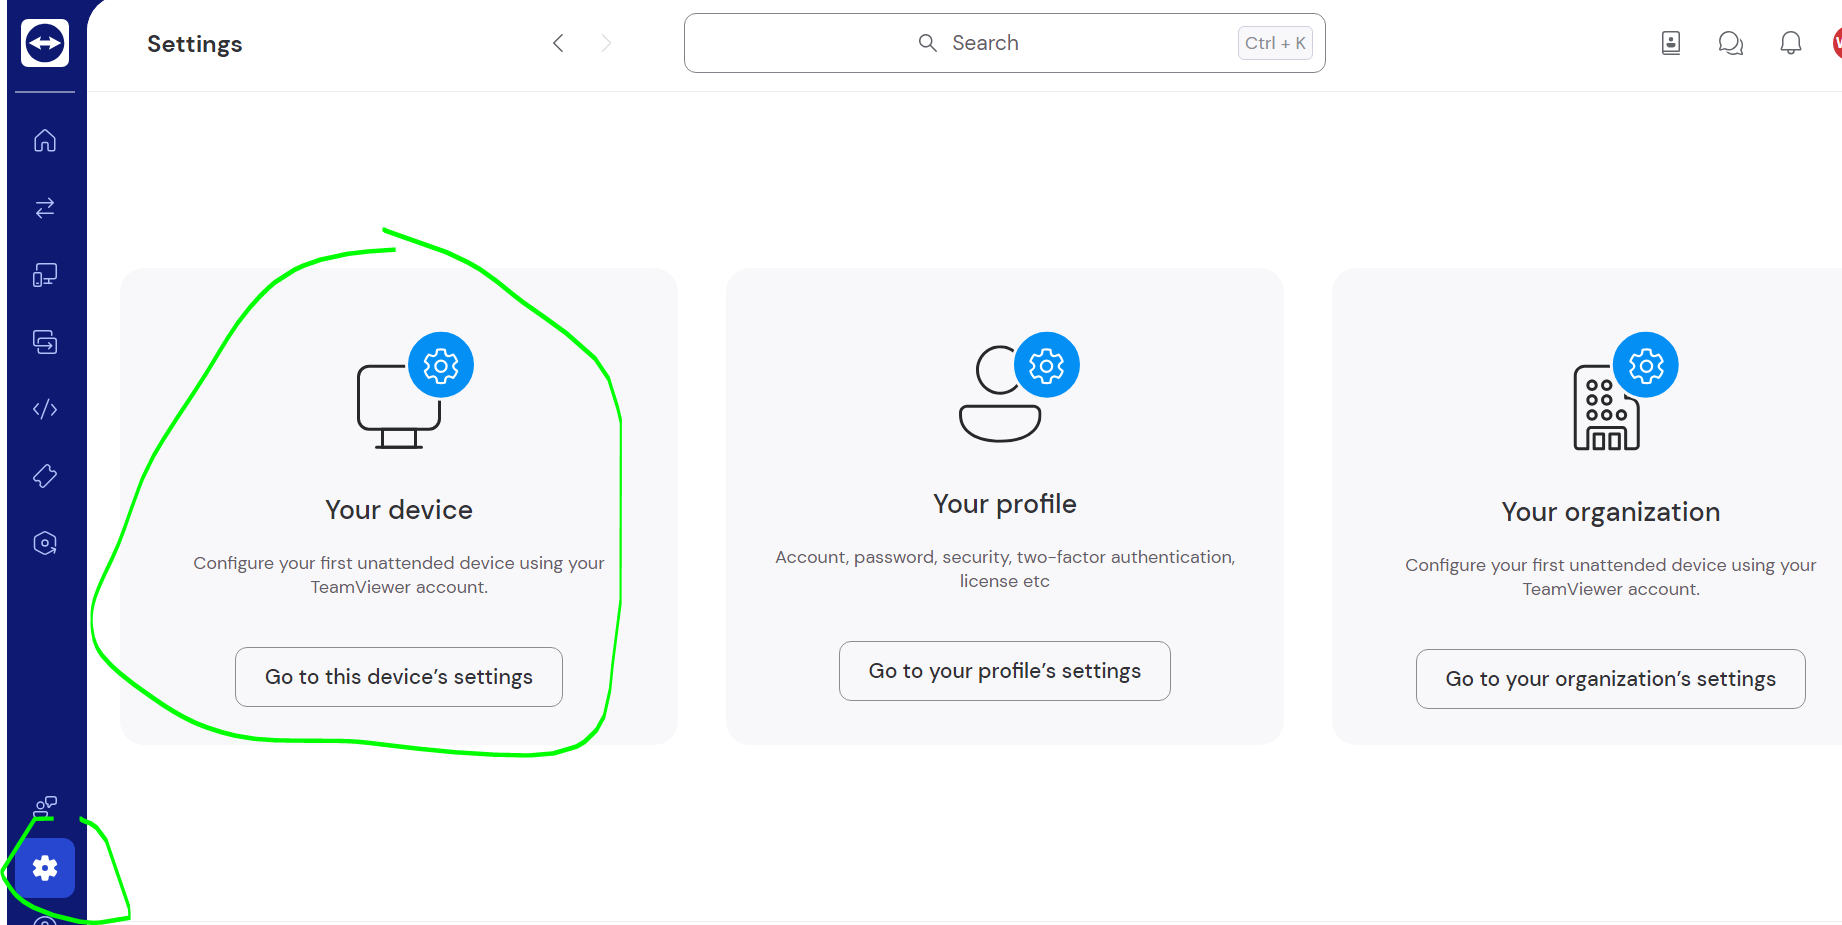 Settings
Search
Ctrl + K
Your device
Configure your first unattended device using your
TeamViewer account.
Go to this device’s settings
Your profile
Account, password, security, two-factor authentication,
license etc
Go to your profile’s settings
Your organization
Configure your first unattended device using your
TeamViewer account.
Go to your organization’s settings